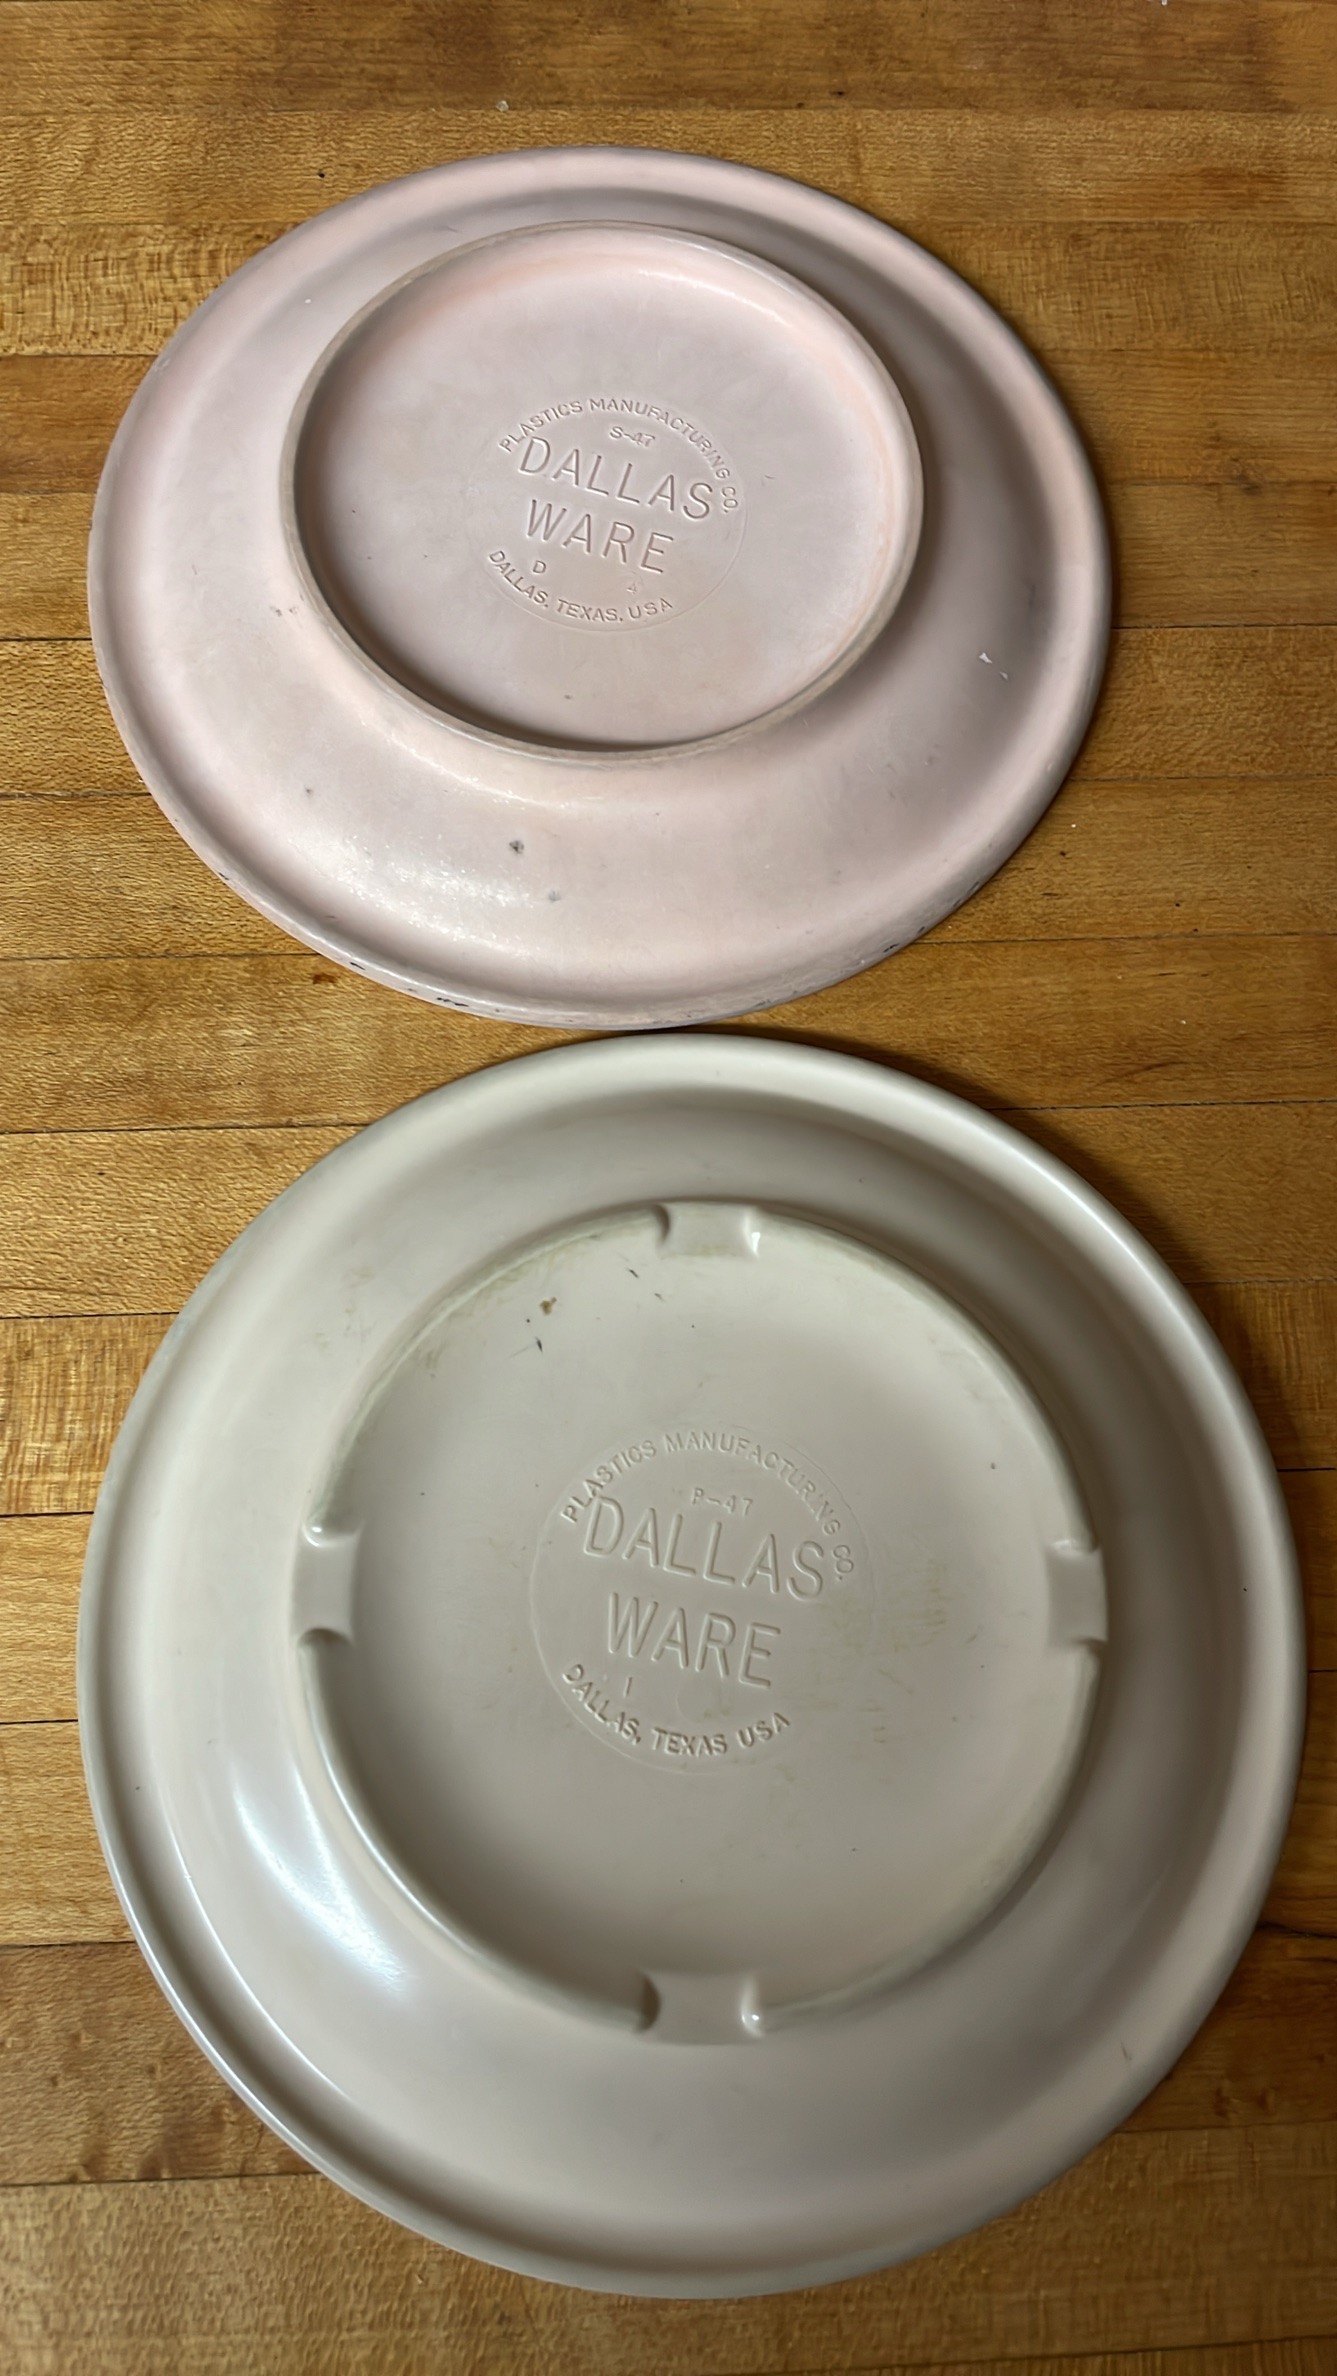 PLASTICS MANUFACTURING CO.
S-47
DALLAS
WARE
D 4
DALLAS, TEXAS, USA
PLASTICS MANUFACTURING CO.
P-47
DALLAS
WARE
I
DALLAS, TEXAS USA